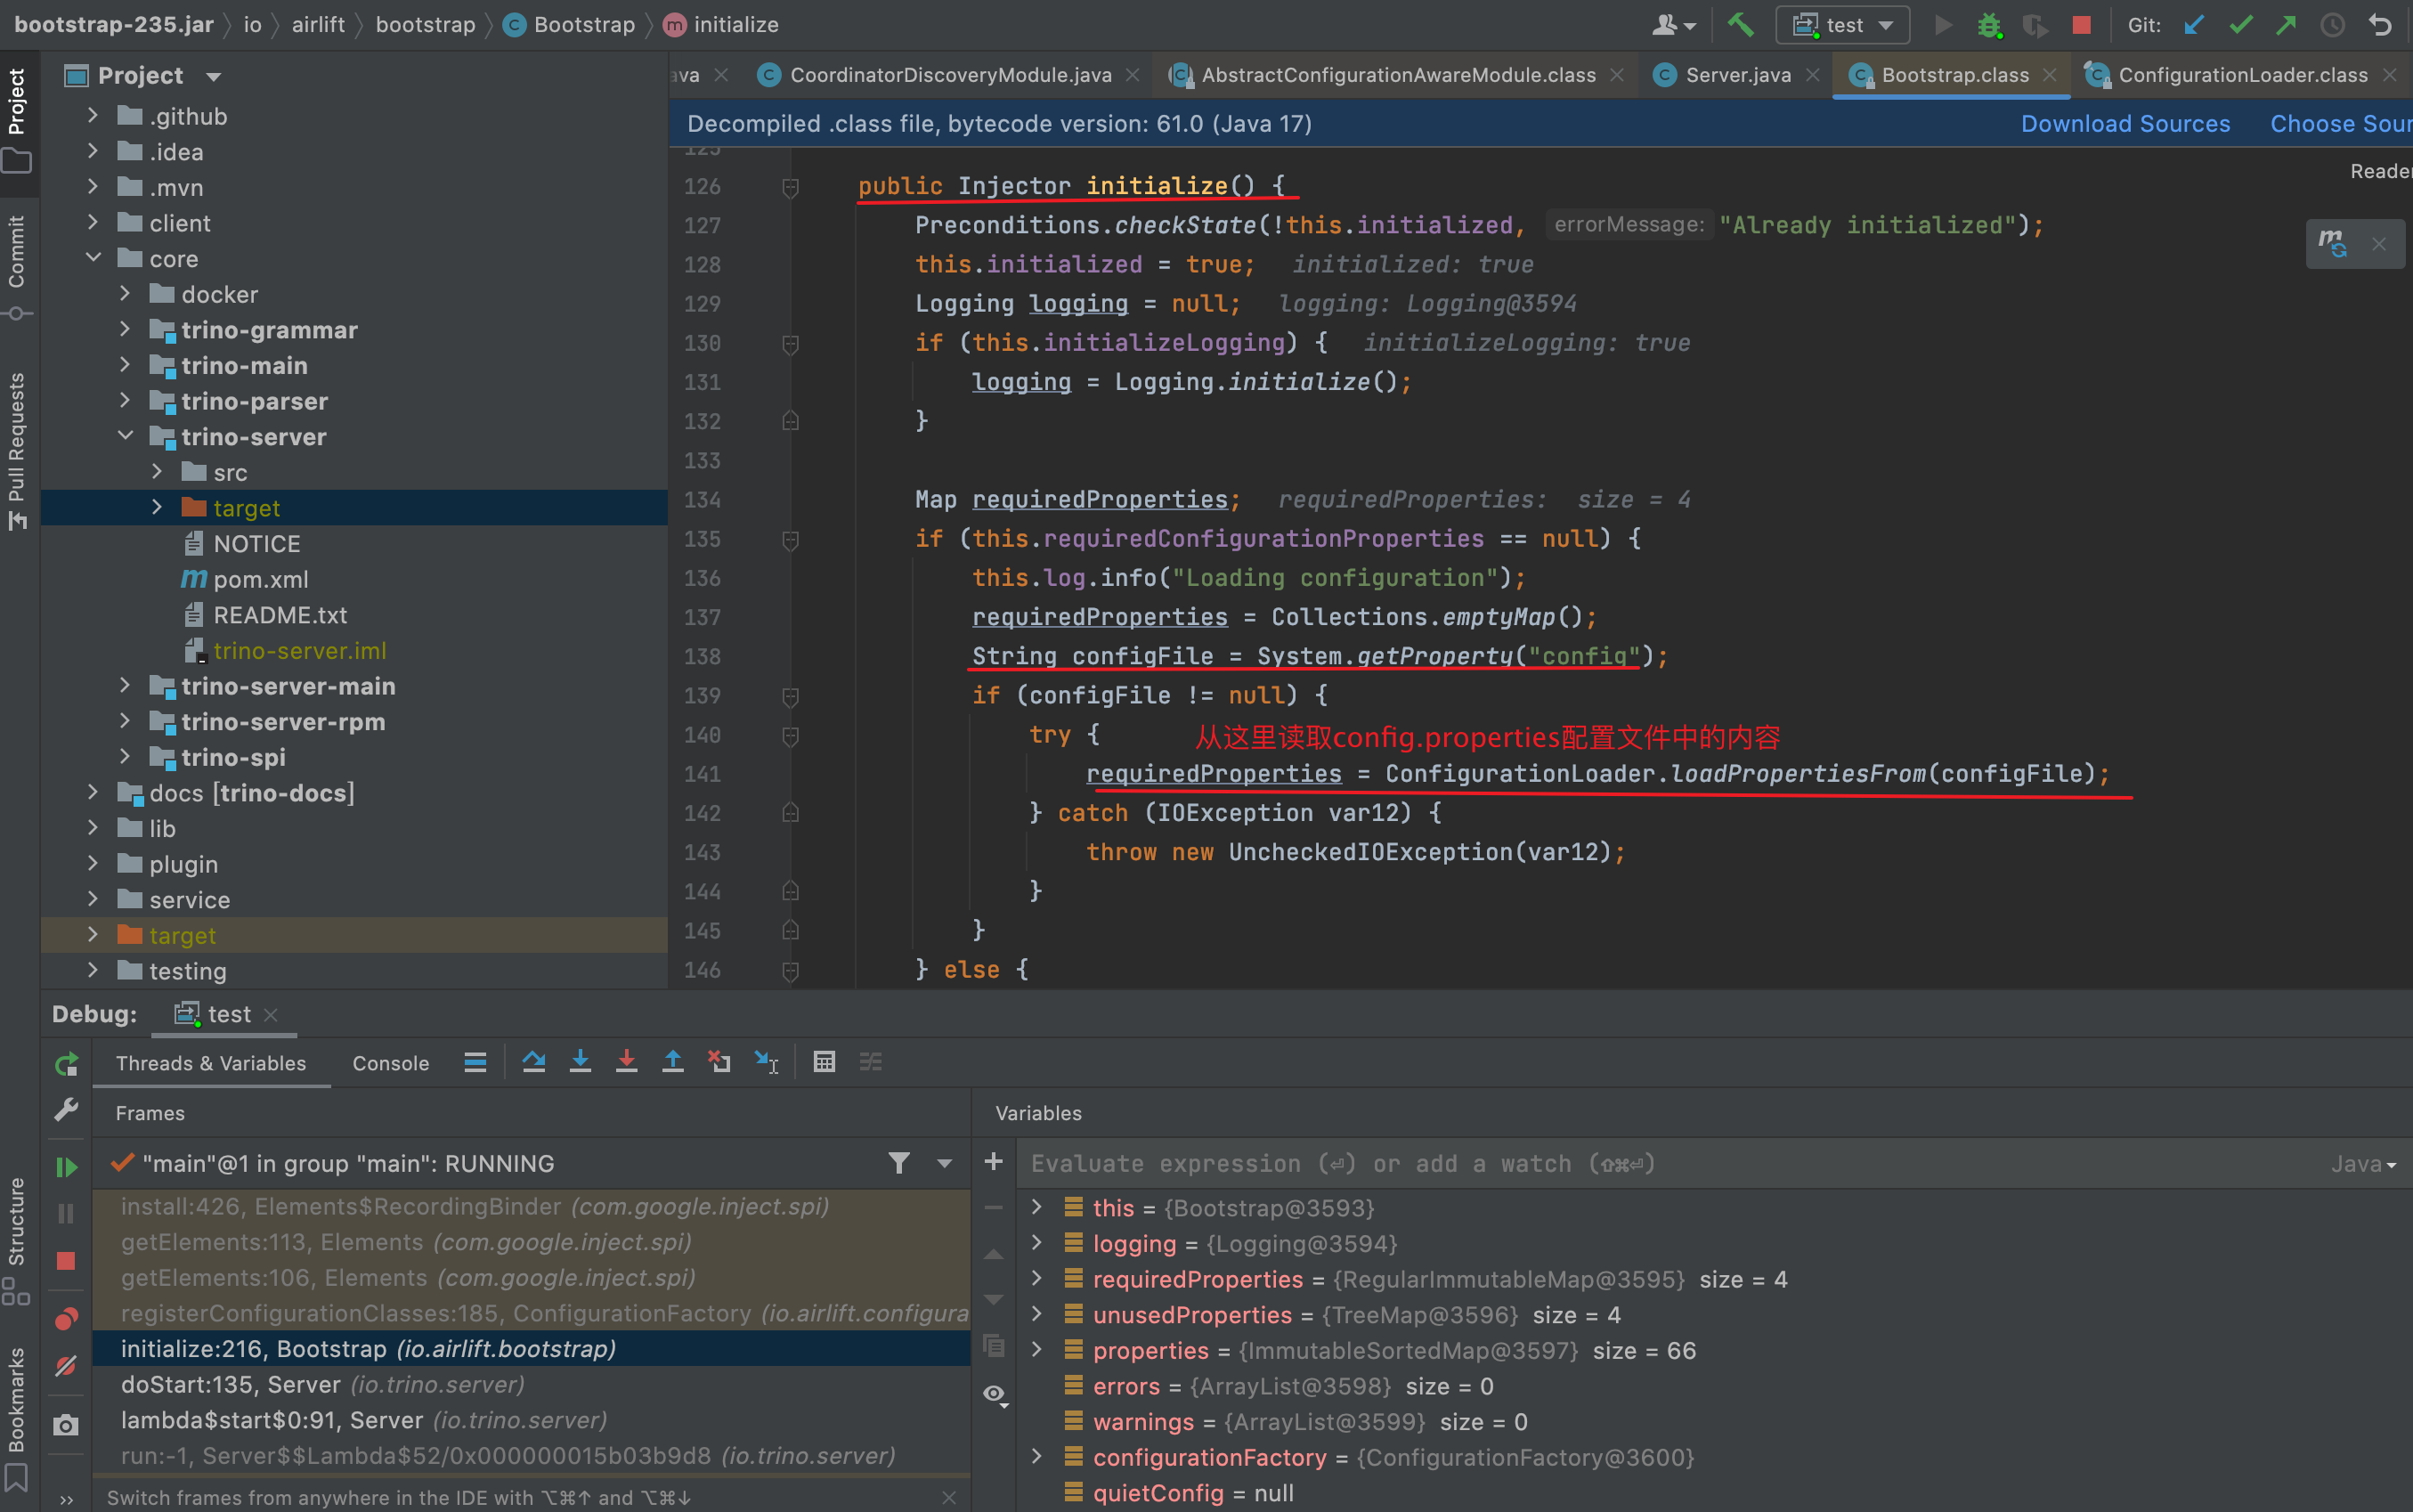 bootstrap-235.jar io airlift bootstrap Bootstrap initialize
test
Git:
Project
Commit
Pull Requests
Structure
Bookmarks
Project
.github
.idea
.mvn
client
core
docker
trino-grammar
trino-main
trino-parser
trino-server
src
target
NOTICE
pom.xml
README.txt
trino-server.iml
trino-server-main
trino-server-rpm
trino-spi
docs [trino-docs]
lib
plugin
service
target
testing
ava CoordinatorDiscoveryModule.java AbstractConfigurationAwareModule.class Server.java Bootstrap.class ConfigurationLoader.class
Decompiled .class file, bytecode version: 61.0 (Java 17) Download Sources Choose Sour
Reader
125
126 public Injector initialize() {
127 Preconditions.checkState(!this.initialized, errorMessage: "Already initialized");
128 this.initialized = true; initialized: true
129 Logging logging = null; logging: Logging@3594
130 if (this.initializeLogging) { initializeLogging: true
131 logging = Logging.initialize();
132 }
133
134 Map requiredProperties; requiredProperties: size = 4
135 if (this.requiredConfigurationProperties == null) {
136 this.log.info("Loading configuration");
137 requiredProperties = Collections.emptyMap();
138 String configFile = System.getProperty("config");
139 if (configFile != null) {
140 try { 从这里读取config.properties配置文件中的内容
141 requiredProperties = ConfigurationLoader.loadPropertiesFrom(configFile);
142 } catch (IOException var12) {
143 throw new UncheckedIOException(var12);
144 }
145 }
146 } else {
Debug: test
Threads & Variables Console
Frames
"main"@1 in group "main": RUNNING
install:426, Elements$RecordingBinder (com.google.inject.spi)
getElements:113, Elements (com.google.inject.spi)
getElements:106, Elements (com.google.inject.spi)
registerConfigurationClasses:185, ConfigurationFactory (io.airlift.configura
initialize:216, Bootstrap (io.airlift.bootstrap)
doStart:135, Server (io.trino.server)
lambda$start$0:91, Server (io.trino.server)
run:-1, Server$$Lambda$52/0x000000015b03b9d8 (io.trino.server)
Switch frames from anywhere in the IDE with ⌥⌘↑ and ⌥⌘↓
Variables
Evaluate expression (⏎) or add a watch (⇧⌘⏎) Java
this = {Bootstrap@3593}
logging = {Logging@3594}
requiredProperties = {RegularImmutableMap@3595} size = 4
unusedProperties = {TreeMap@3596} size = 4
properties = {ImmutableSortedMap@3597} size = 66
errors = {ArrayList@3598} size = 0
warnings = {ArrayList@3599} size = 0
configurationFactory = {ConfigurationFactory@3600}
quietConfig = null